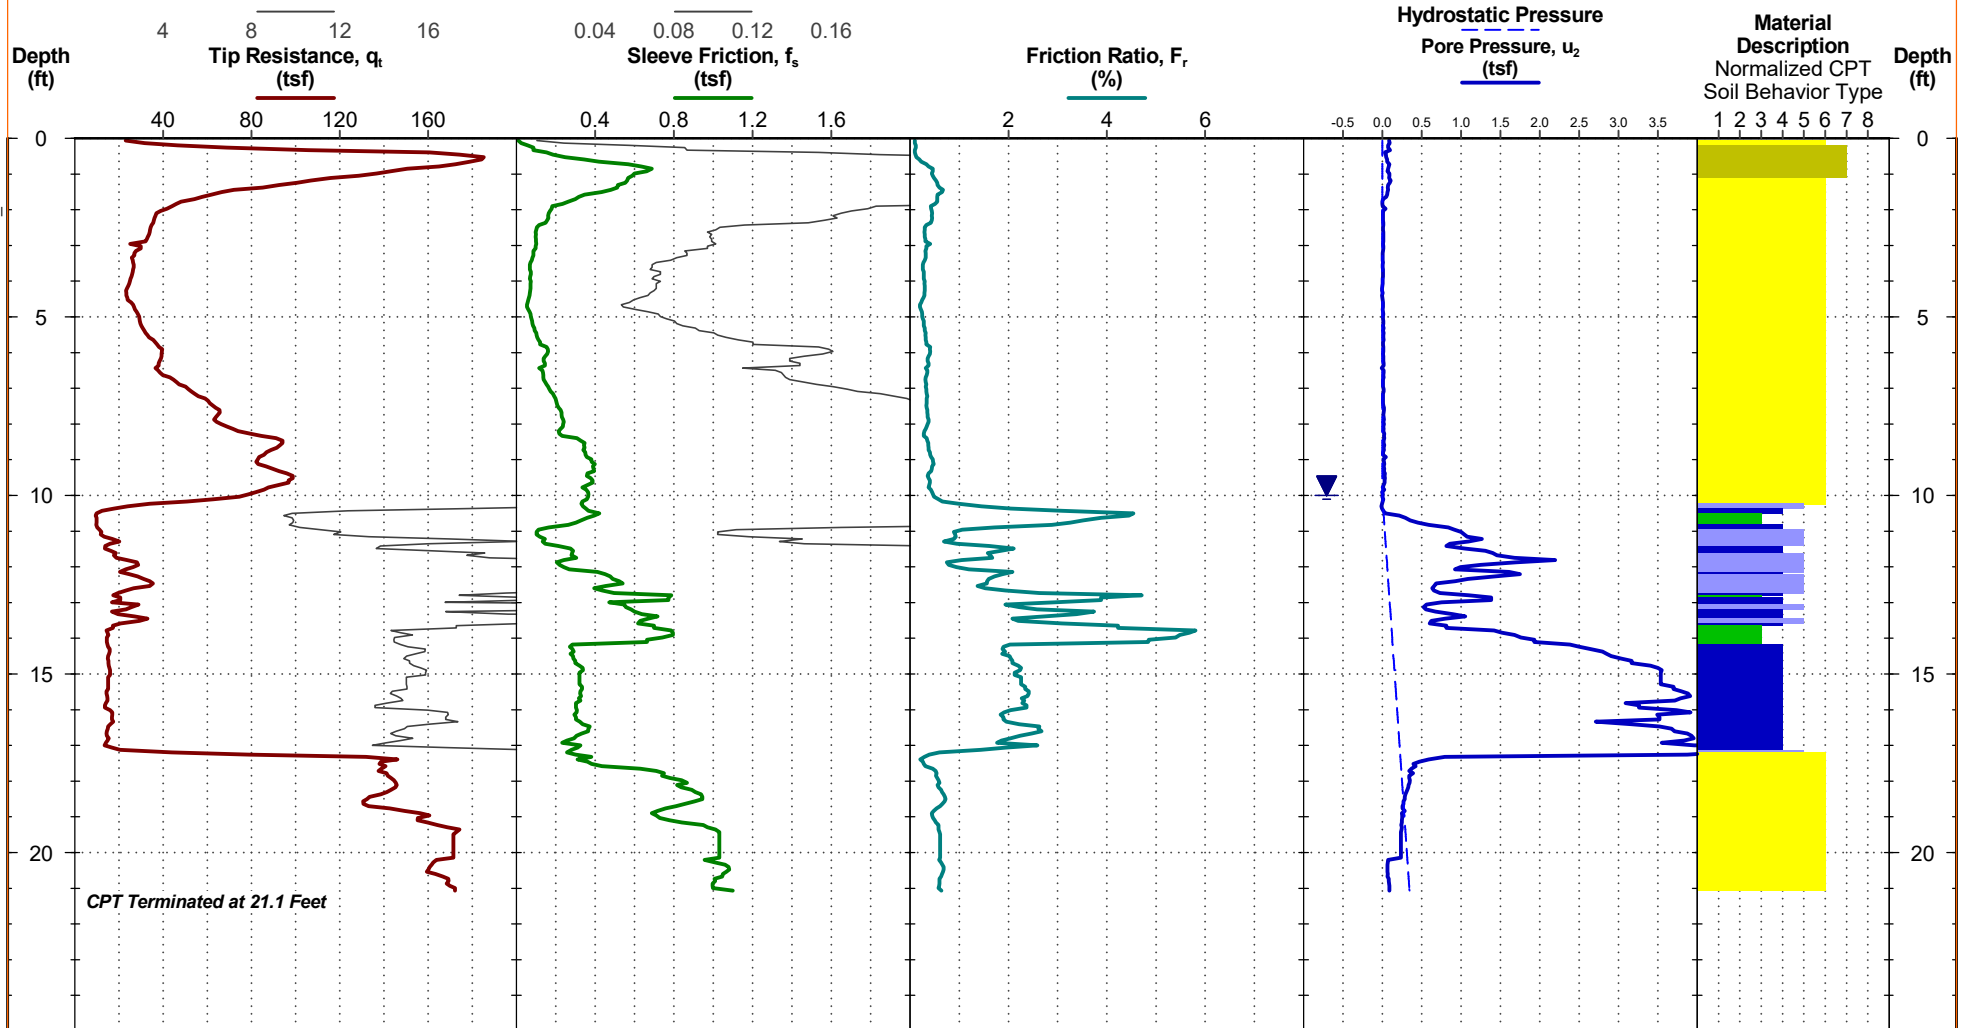 4 8 12 16
0.04 0.08 0.12 0.16
Hydrostatic Pressure
Depth
(ft)
Tip Resistance, qt
(tsf)
Sleeve Friction, fs
(tsf)
Friction Ratio, Fr
(%)
Pore Pressure, u2
(tsf)
Material
Description
Normalized CPT
Soil Behavior Type
Depth
(ft)
40 80 120 160
0.4 0.8 1.2 1.6
2 4 6
-0.5 0.0 0.5 1.0 1.5 2.0 2.5 3.0 3.5
1 2 3 4 5 6 7 8
0 0
5 5
10 10
15 15
20 20
CPT Terminated at 21.1 Feet